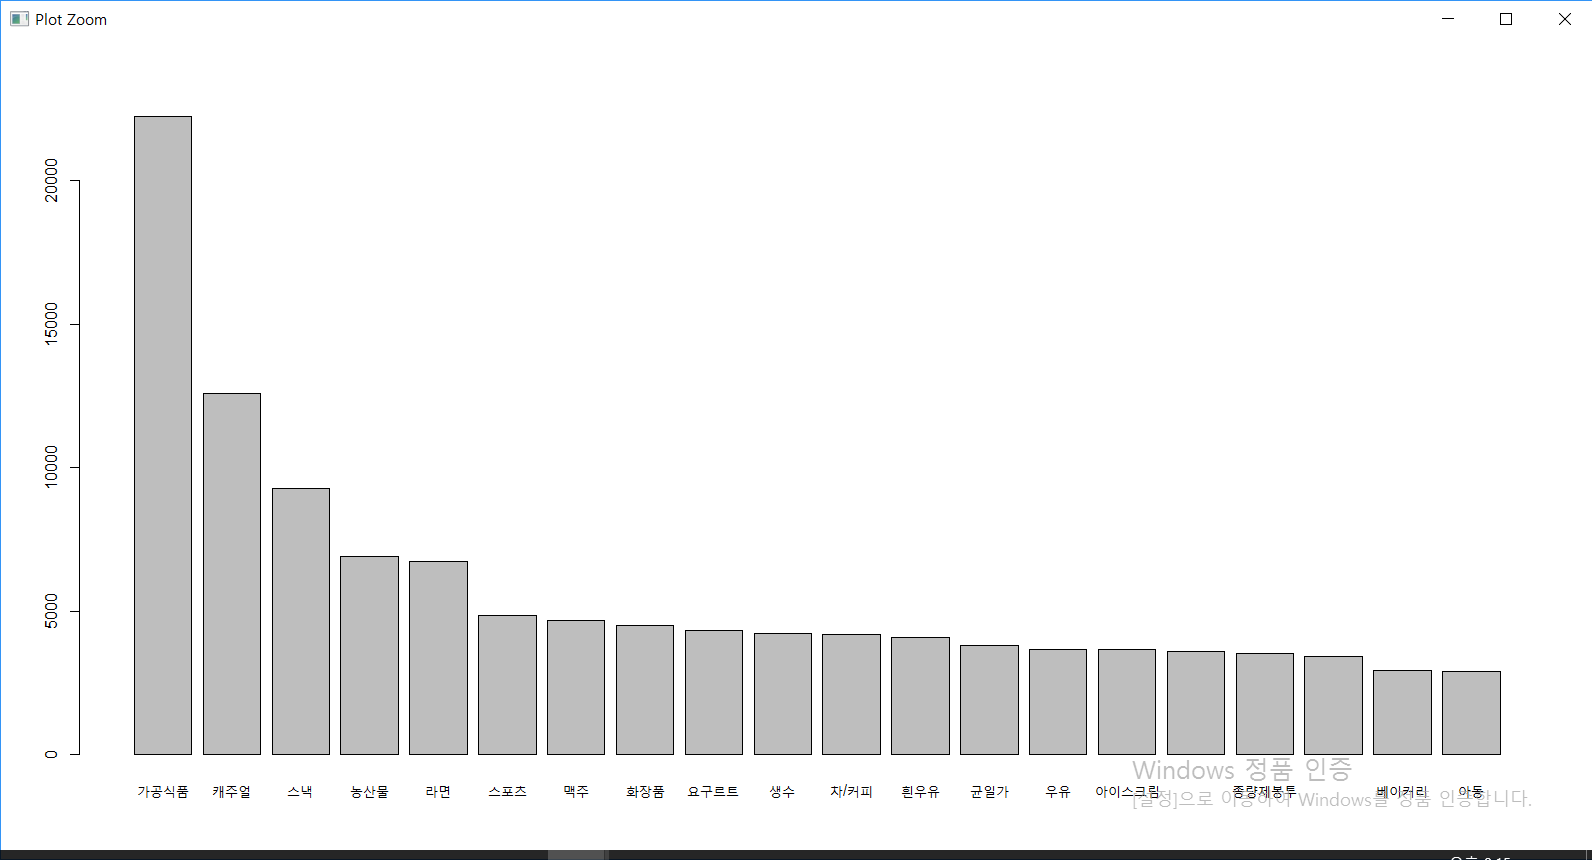 Plot Zoom
20000
15000
10000
5000
0
가공식품 캐주얼 스낵 농산물 라면 스포츠 맥주 화장품 요구르트 생수 차/커피 흰우유 균일가 우유 아이스크림 종량제봉투 베이커리 아동
Windows 정품 인증
[설정]으로 이동하여 Windows를 정품 인증합니다.